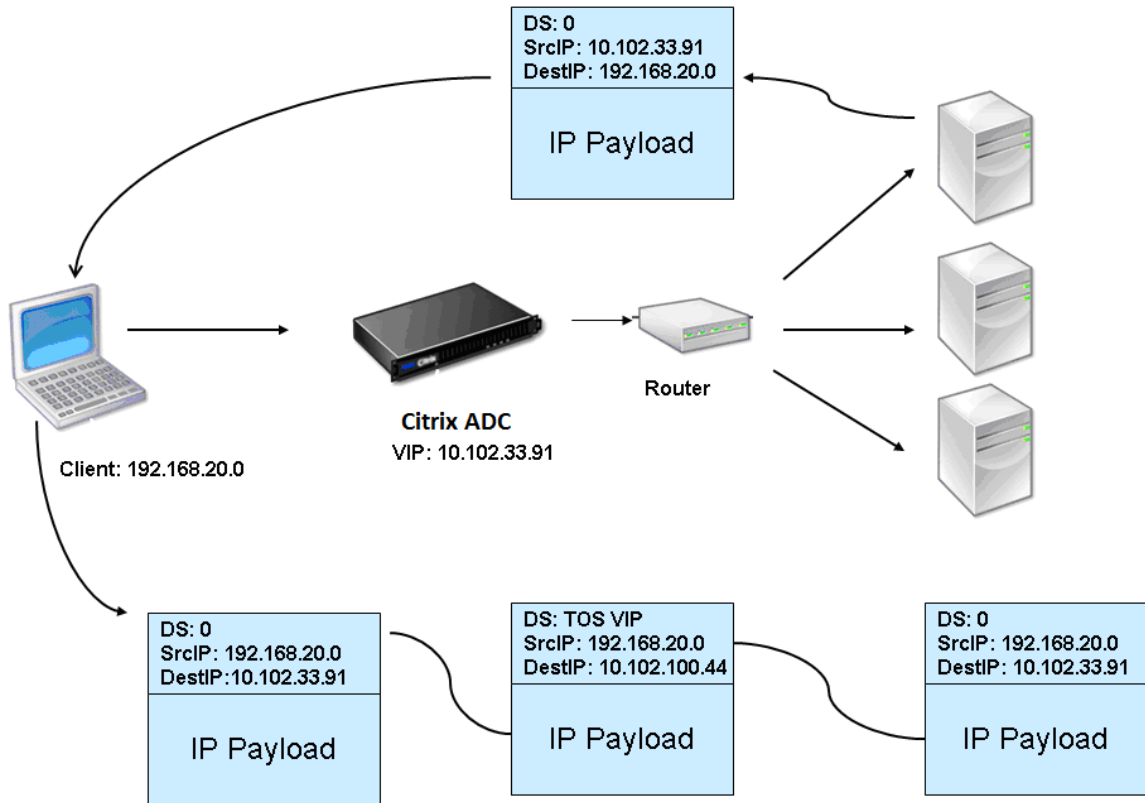 DS: 0
SrcIP: 10.102.33.91
DestIP: 192.168.20.0
IP Payload
Router
Citrix ADC
VIP: 10.102.33.91
Client: 192.168.20.0
DS: 0
SrcIP: 192.168.20.0
DestIP:10.102.33.91
IP Payload
DS: TOS VIP
SrcIP: 192.168.20.0
DestIP: 10.102.100.44
IP Payload
DS: 0
SrcIP: 192.168.20.0
DestIP: 10.102.33.91
IP Payload